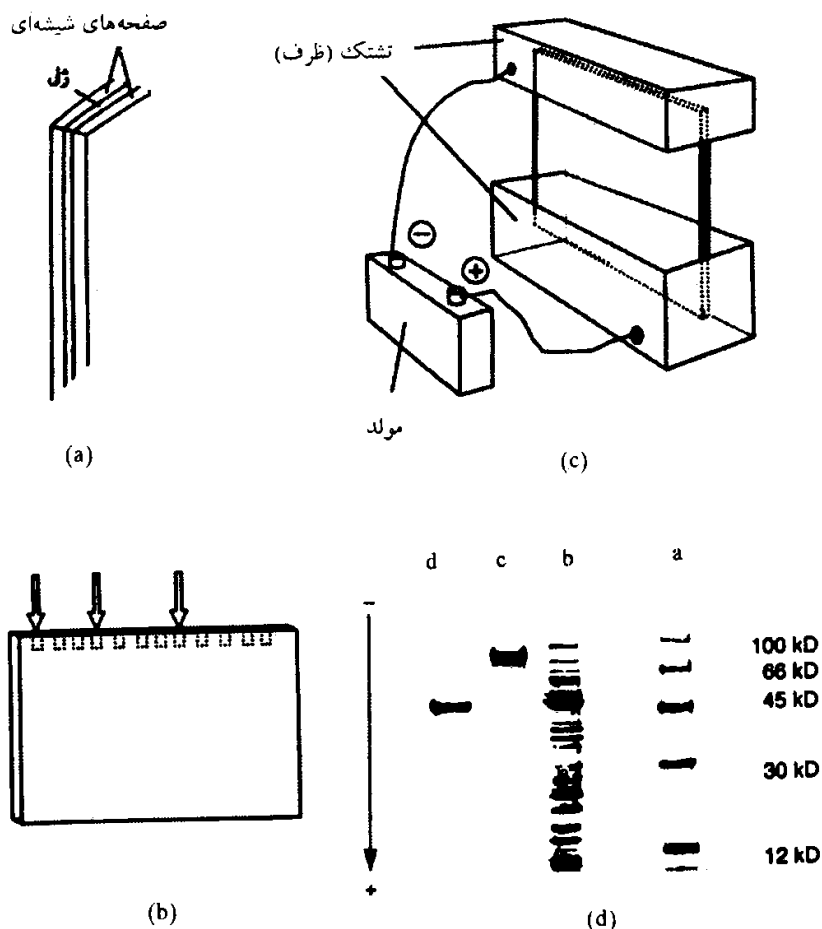 صفحه‌های شیشه‌ای
ژل
(a)
تشتک (ظرف)
−
+
مولد
(c)
(b)
d c b a
−
100 kD
66 kD
45 kD
30 kD
12 kD
+
(d)